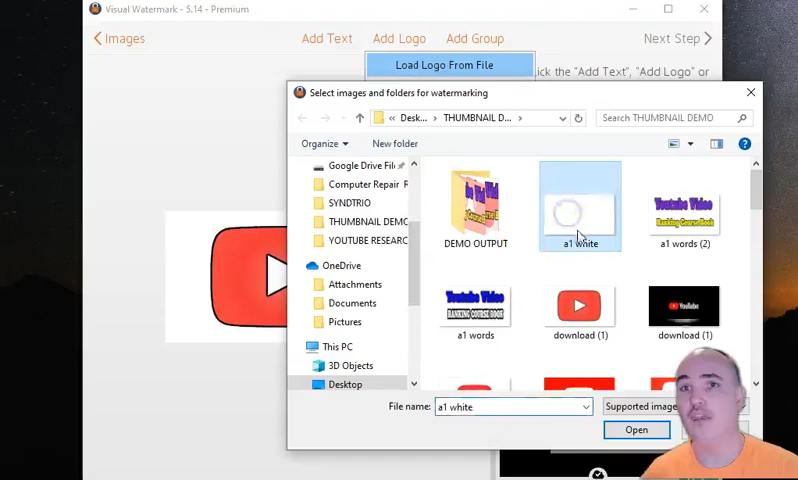 Visual Watermark - 5.14 - Premium
Images
Add Text
Add Logo
Add Group
Next Step
Load Logo From File
lick the "Add Text", "Add Logo" or
Select images and folders for watermarking
« Desk... › THUMBNAIL D... ›
Search THUMBNAIL DEMO
Organize
New folder
Google Drive File
Computer Repair R
SYNDTRIO
THUMBNAIL DEMO
YOUTUBE RESEARC
OneDrive
Attachments
Documents
Pictures
This PC
3D Objects
Desktop
DEMO OUTPUT
a1 white
Youtube Video
Ranking Course Book
a1 words (2)
Youtube Video
RANKING COURSE BOOK
a1 words
download (1)
YouTube
download (1)
File name:
a1 white
Supported image
Open